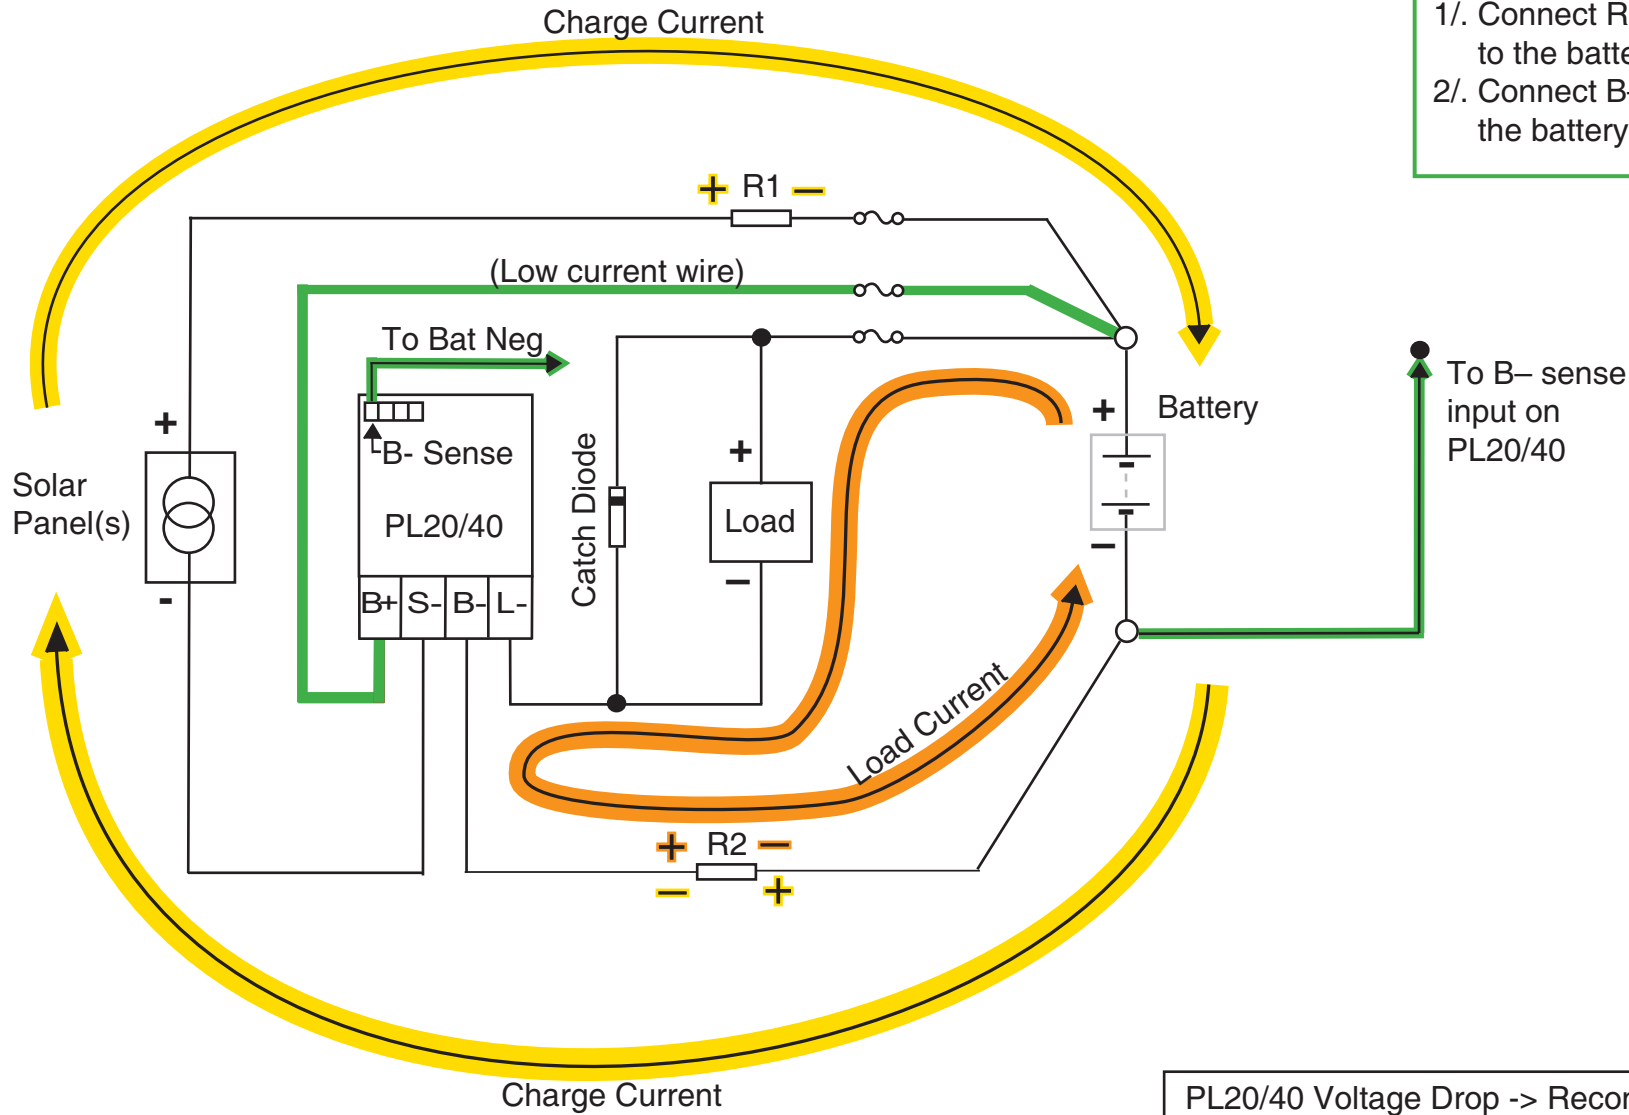 Charge Current
1/. Connect R
to the batte
2/. Connect B-
the battery
+ R1 –
(Low current wire)
To Bat Neg
B- Sense
PL20/40
B+ S- B- L-
Solar
Panel(s)
+
-
Catch Diode
+
Load
–
+
Battery
–
To B– sense
input on
PL20/40
Load Current
+ R2 –
– +
Charge Current
PL20/40 Voltage Drop -> Recor